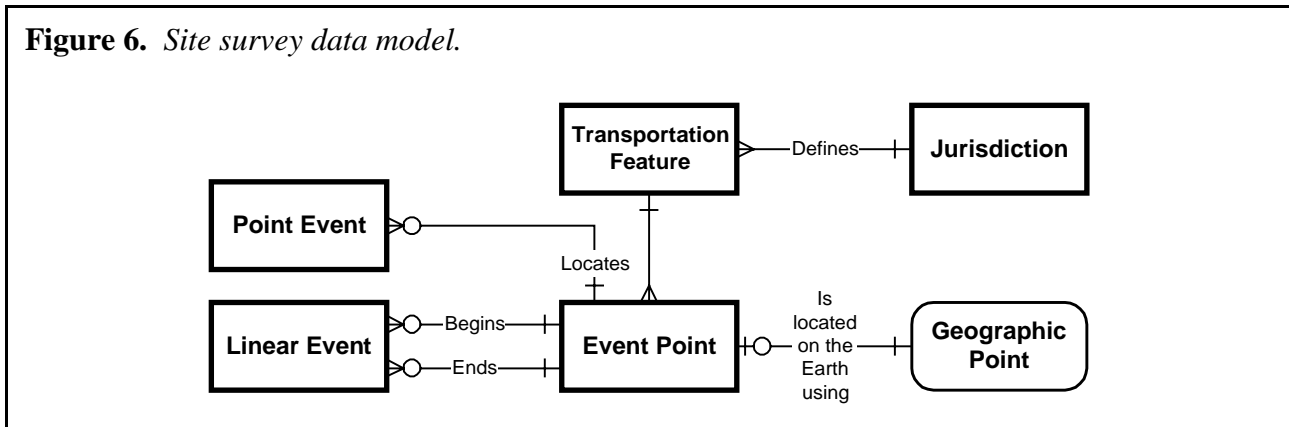 Figure 6. Site survey data model.
Transportation
Feature
Defines
Jurisdiction
Point Event
Locates
Linear Event
Begins
Ends
Event Point
Is
located
on the
Earth
using
Geographic
Point